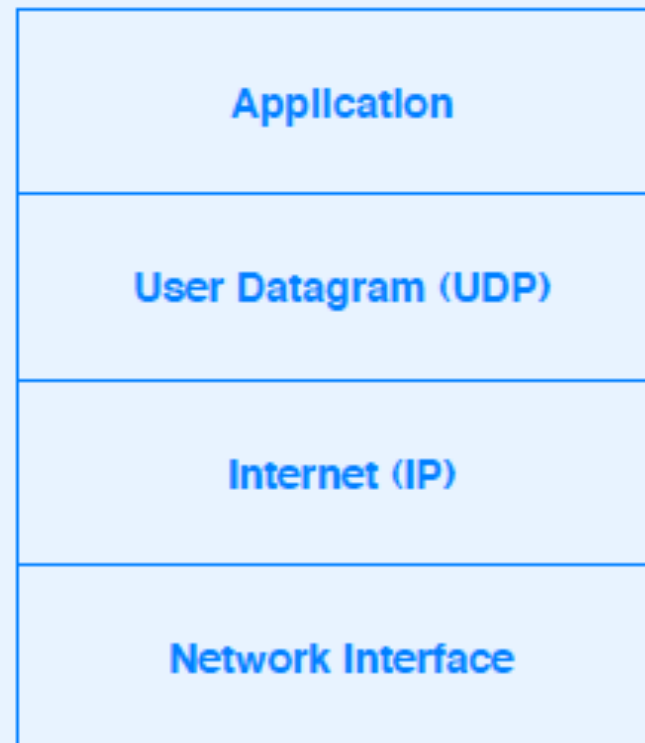 Application
User Datagram (UDP)
Internet (IP)
Network Interface